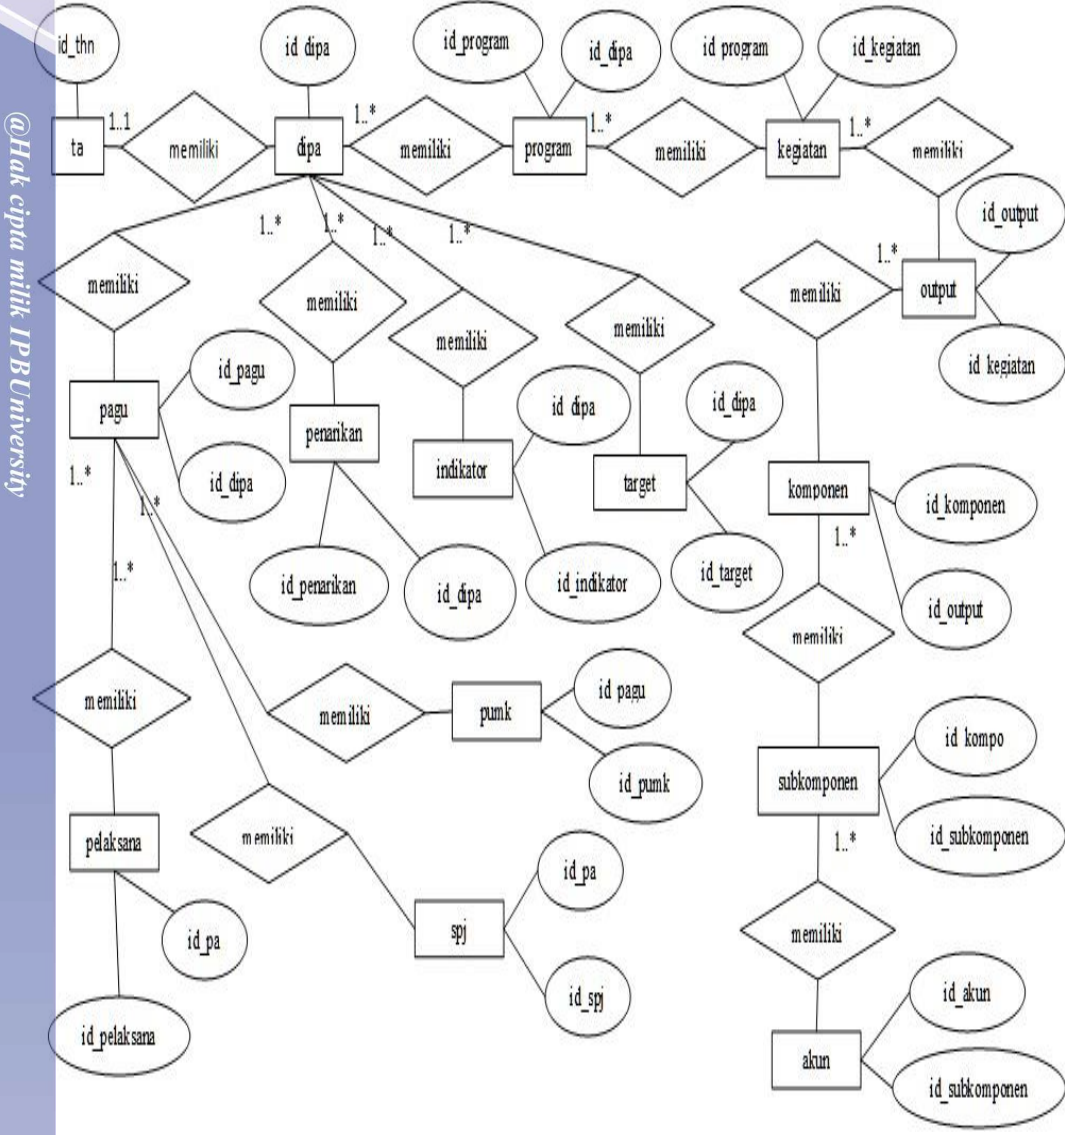 @Hak cipta milik IPBUniversity
id_thn
id dipa
id_program
id_dipa
id program
id_kegiatan
ta
1..1
memiliki
dipa
1..*
memiliki
program
1..*
memiliki
kegiatan
1..*
memiliki
1..*
1..*
1..*
1..*
id_output
memiliki
memiliki
memiliki
memiliki
memiliki
1..*
output
id kegiatan
id_pagu
pagu
id_dipa
penarikan
id dipa
indikator
id_dipa
target
komponen
id_komponen
1..*
1..*
1..*
1..*
id_penarikan
id_dipa
id_indikator
id_target
id_output
memiliki
memiliki
memiliki
pumk
id pagu
id_pumk
subkomponen
id kompo
id_subkomponen
1..*
pelaksana
memiliki
id_pa
id_pelaksana
spj
id_pa
id_spj
memiliki
akun
id_akun
id_subkomponen